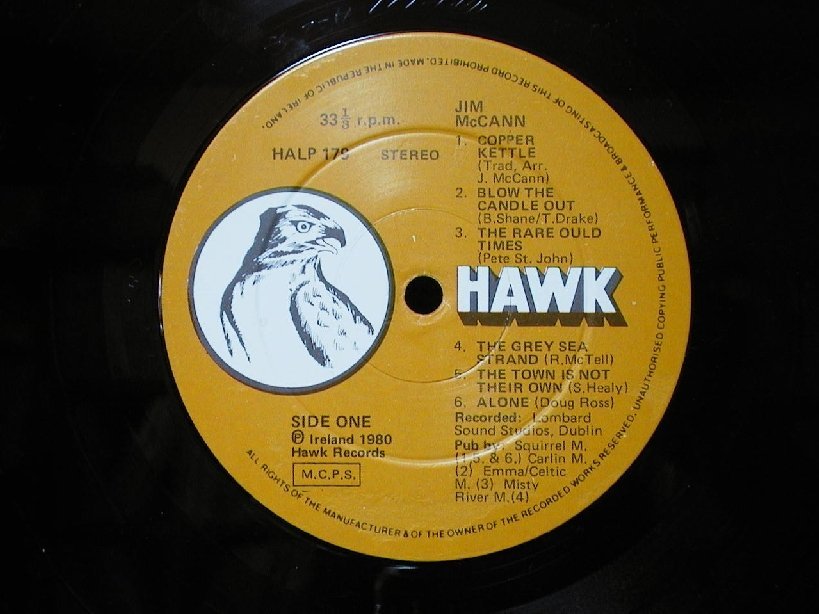 ALL RIGHTS OF THE MANUFACTURER & OF THE OWNER OF THE RECORDED WORKS RESERVED. UNAUTHORISED COPYING PUBLIC PERFORMANCE & BROADCASTING OF THIS RECORD PROHIBITED. MADE IN THE REPUBLIC OF IRELAND.
33 1/3 r.p.m.
HALP 179 STEREO
JIM
McCANN
1. COPPER
KETTLE
(Trad, Arr.
J. McCann)
2. BLOW THE
CANDLE OUT
(B.Shane/T.Drake)
3. THE RARE OULD
TIMES
(Pete St. John)
HAWK
4. THE GREY SEA
STRAND (R.McTell)
5. THE TOWN IS NOT
THEIR OWN (S.Healy)
6. ALONE (Doug Ross)
Recorded: Lombard
Sound Studios, Dublin
Pub by: Squirrel M.
(1,5, & 6,) Carlin M.
(2) Emma/Celtic
M. (3) Misty
River M.(4)
SIDE ONE
℗ Ireland 1980
Hawk Records
M.C.P.S.